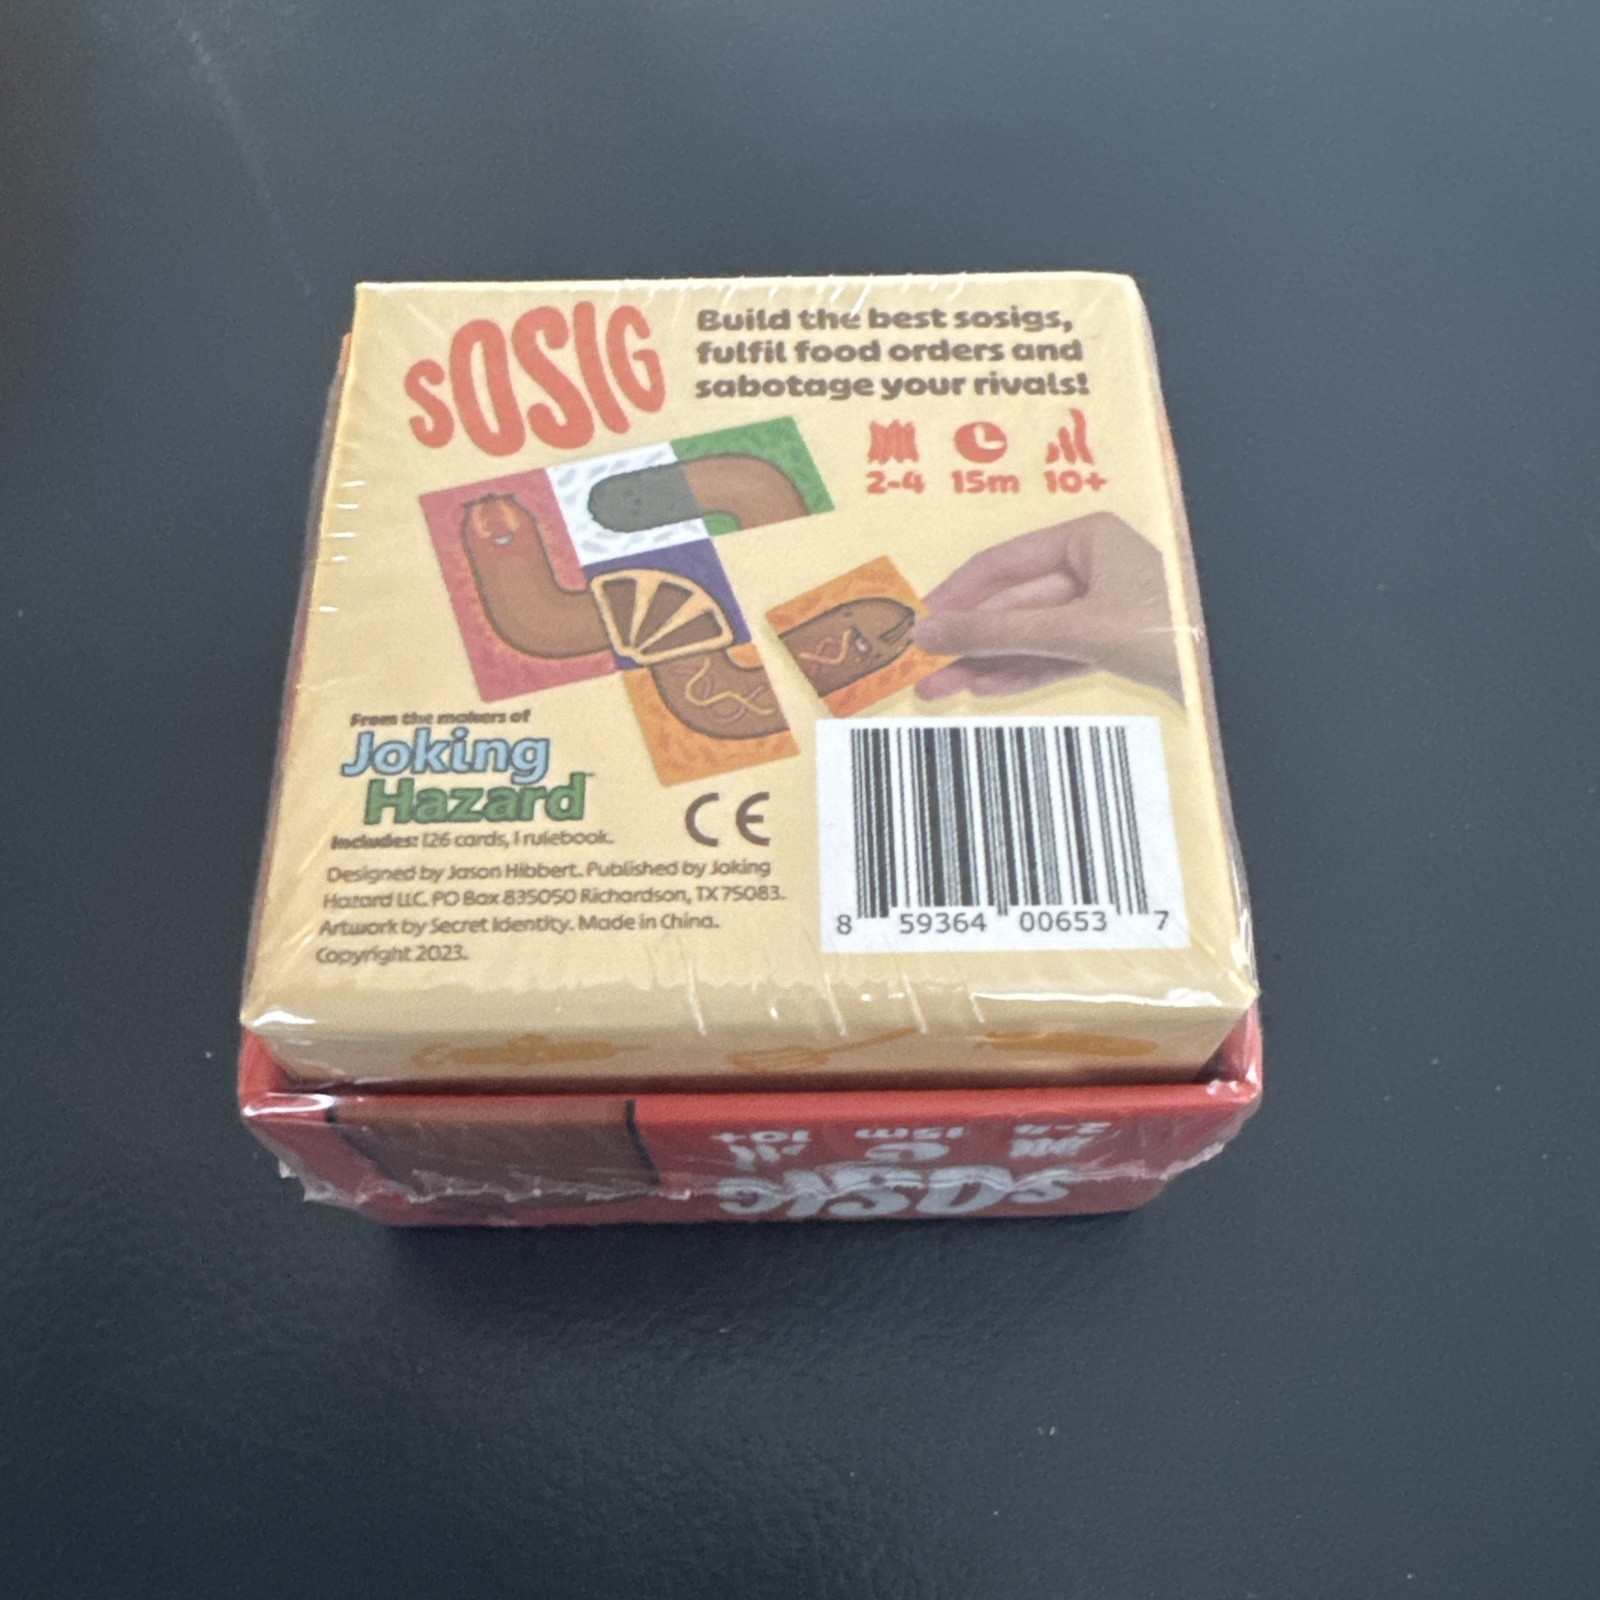 SOSIG
Build the best sosigs,
fulfil food orders and
sabotage your rivals!
2-4 15m 10+
From the makers of
Joking
Hazard
Includes: 126 cards, 1 rulebook.
CE
Designed by Jason Hibbert. Published by Joking
Hazard LLC. PO Box 835050 Richardson, TX 75083.
Artwork by Secret Identity. Made in China.
Copyright 2023.
8 59364 00653 7
2-4 15m 10+
SOSIG